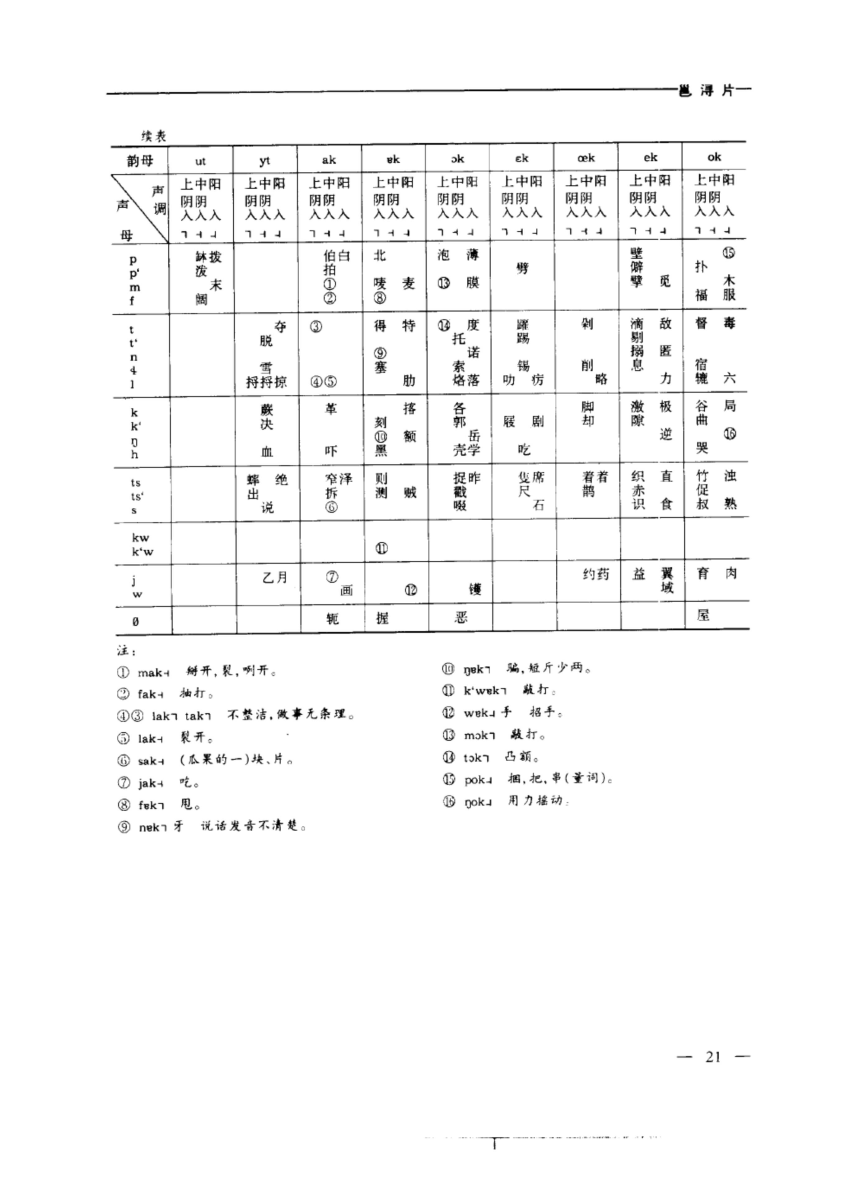 邕 浔 片
续表
韵母 ut yt ak ɐk ɔk ɛk œk ek ok
声调 上中阳 上中阳 上中阳 上中阳 上中阳 上中阳 上中阳 上中阳 上中阳
声 阴阴 阴阴 阴阴 阴阴 阴阴 阴阴 阴阴 阴阴 阴阴
入入入 入入入 入入入 入入入 入入入 入入入 入入入 入入入 入入入
母 ˥ ˧ ˨ ˥ ˧ ˨ ˥ ˧ ˨ ˥ ˧ ˨ ˥ ˧ ˨ ˥ ˧ ˨ ˥ ˧ ˨ ˥ ˧ ˨ ˥ ˧ ˨
p 缽拨 伯白 北 泡 薄 壁 ⑮
p‘ 泼 拍 劈 僻 扑
m 末 ① 唛 麦 ⑬ 膜 擘 觅 木
f 阔 ② ⑧ 福 服
t 夺 ③ 得 特 ⑭ 度 剁 滴 敌 督 毒
t‘ 脱 托 踢 剔
n ⑨ 诺 匿
ɬ 雪 塞 索 锡 削 息 宿
l 捋捋掠 ④⑤ 肋 烙落 叻 疠 略 力 辘 六
k 蕨 革 各 屐 剧 脚 激 极 谷 局
k‘ 决 刻 郭 却 隙 曲
ŋ ⑩ 额 岳 逆 ⑯
h 血 吓 黑 壳学 吃 哭
ts 绝 窄泽 则 捉昨 隻席 着着 织 直 竹 浊
ts‘ 出 拆 测 戳 尺 鹊 赤 促
s 说 ⑥ 贼 啜 石 识 食 叔 熟
kw
k‘w ⑪
j 乙月 ⑦ 约药 益 翼 育 肉
w 画 ⑫ 镬 域
ø 轭 握 恶 屋
注：
① mak˧ 掰开，裂，咧开。
② fak˧ 抽打。
④③ lak˥ tak˥ 不整洁，做事无条理。
⑤ lak˧ 裂开。
⑥ sak˧ （瓜果的一）块、片。
⑦ jak˧ 吃。
⑧ fɐk˥ 甩。
⑨ nɐk˥ 牙 说话发音不清楚。
⑩ ŋɐk˥ 骗，短斤少两。
⑪ k‘wɐk˥ 敲打。
⑫ wɐk˨ 手 招手。
⑬ mɔk˥ 敲打。
⑭ tɔk˥ 凸额。
⑮ pok˨ 捆，把，串（量词）。
⑯ ŋok˨ 用力摇动。
— 21 —